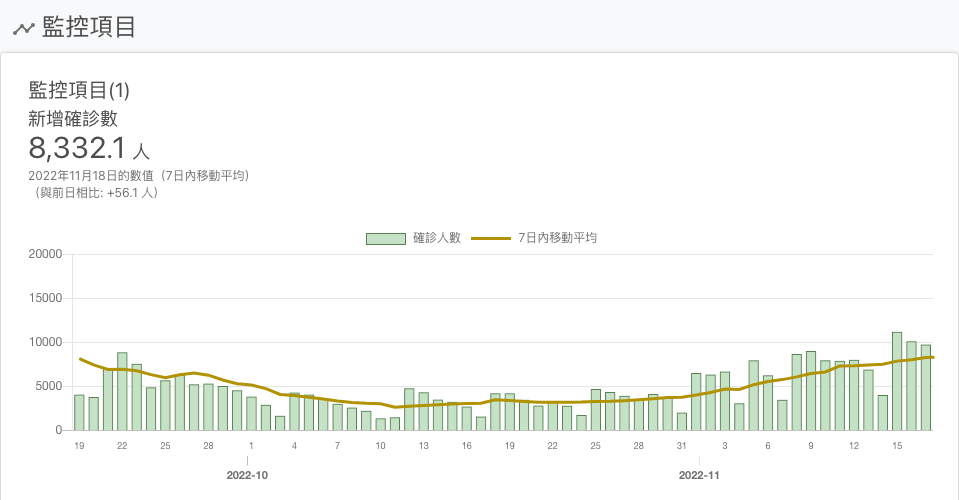 監控項目
監控項目(1)
新增確診數
8,332.1 人
2022年11月18日的數值（7日內移動平均）
（與前日相比: +56.1 人）
確診人數 7日內移動平均
20000
15000
10000
5000
0
19 22 25 28 1 4 7 10 13 16 19 22 25 28 31 3 6 9 12 15
2022-10 2022-11